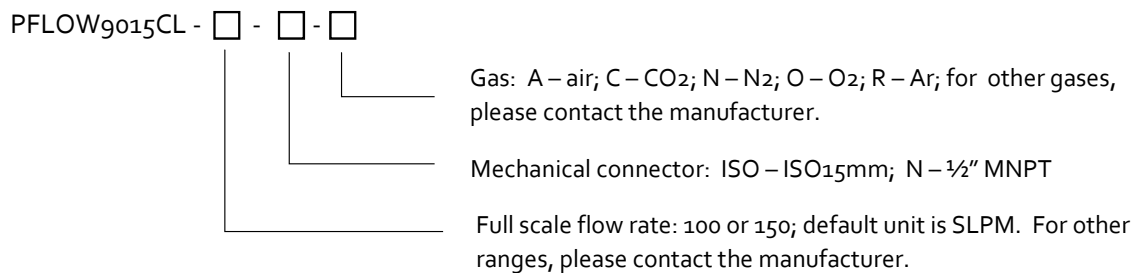 PFLOW9015CL - □ - □ - □
Gas: A – air; C – CO2; N – N2; O – O2; R – Ar; for other gases,
please contact the manufacturer.
Mechanical connector: ISO – ISO15mm; N – ½” MNPT
Full scale flow rate: 100 or 150; default unit is SLPM. For other
ranges, please contact the manufacturer.